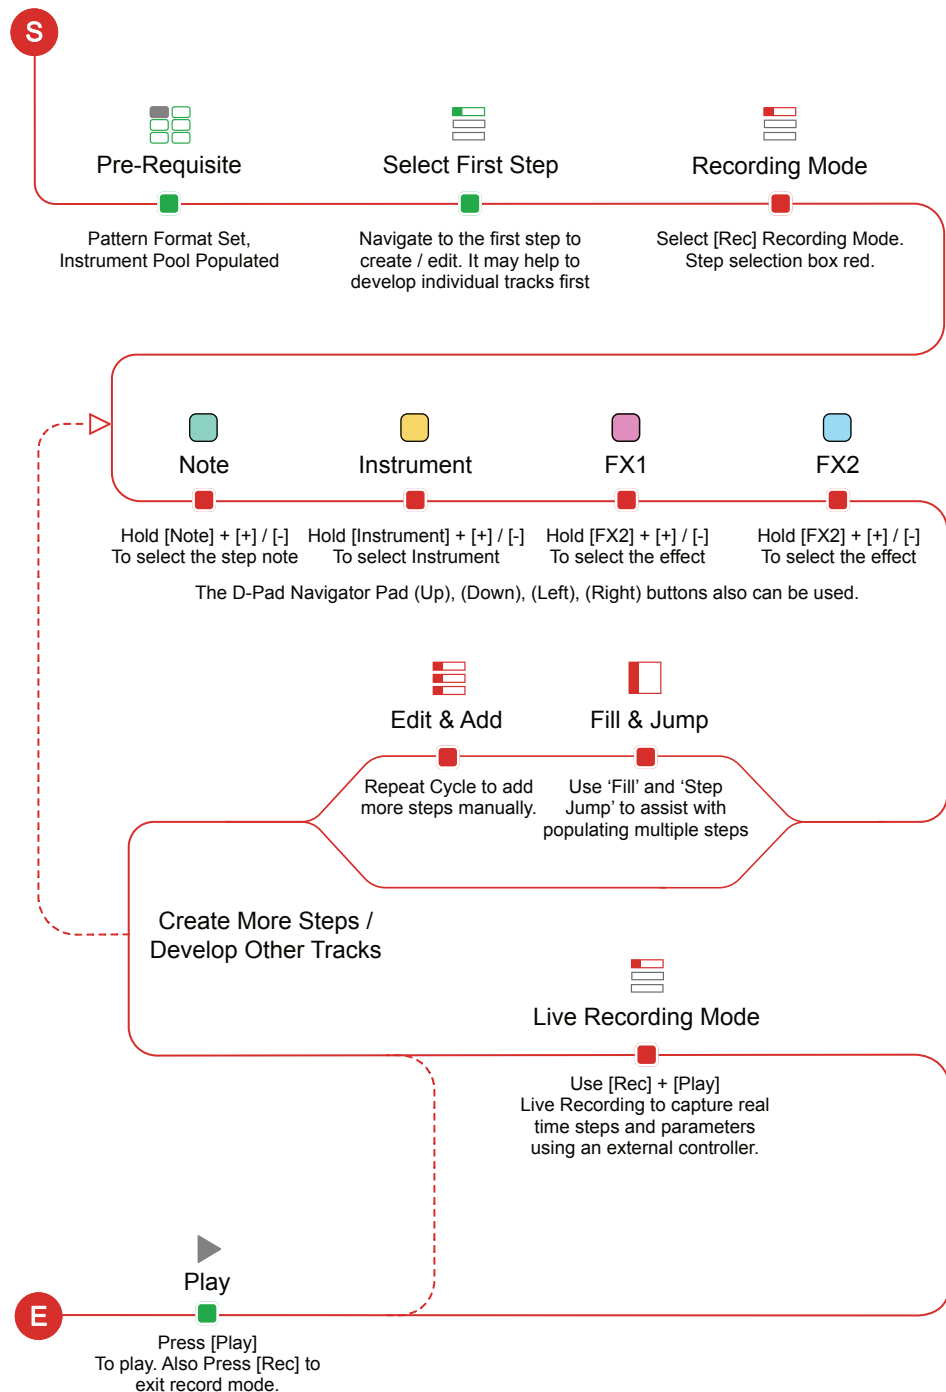 S
Pre-Requisite
Select First Step
Recording Mode
Pattern Format Set,
Instrument Pool Populated
Navigate to the first step to
create / edit. It may help to
develop individual tracks first
Select [Rec] Recording Mode.
Step selection box red.
Note
Instrument
FX1
FX2
Hold [Note] + [+] / [-]
To select the step note
Hold [Instrument] + [+] / [-]
To select Instrument
Hold [FX2] + [+] / [-]
To select the effect
Hold [FX2] + [+] / [-]
To select the effect
The D-Pad Navigator Pad (Up), (Down), (Left), (Right) buttons also can be used.
Edit & Add
Fill & Jump
Repeat Cycle to add
more steps manually.
Use ‘Fill’ and ‘Step
Jump’ to assist with
populating multiple steps
Create More Steps /
Develop Other Tracks
Live Recording Mode
Use [Rec] + [Play]
Live Recording to capture real
time steps and parameters
using an external controller.
Play
E
Press [Play]
To play. Also Press [Rec] to
exit record mode.